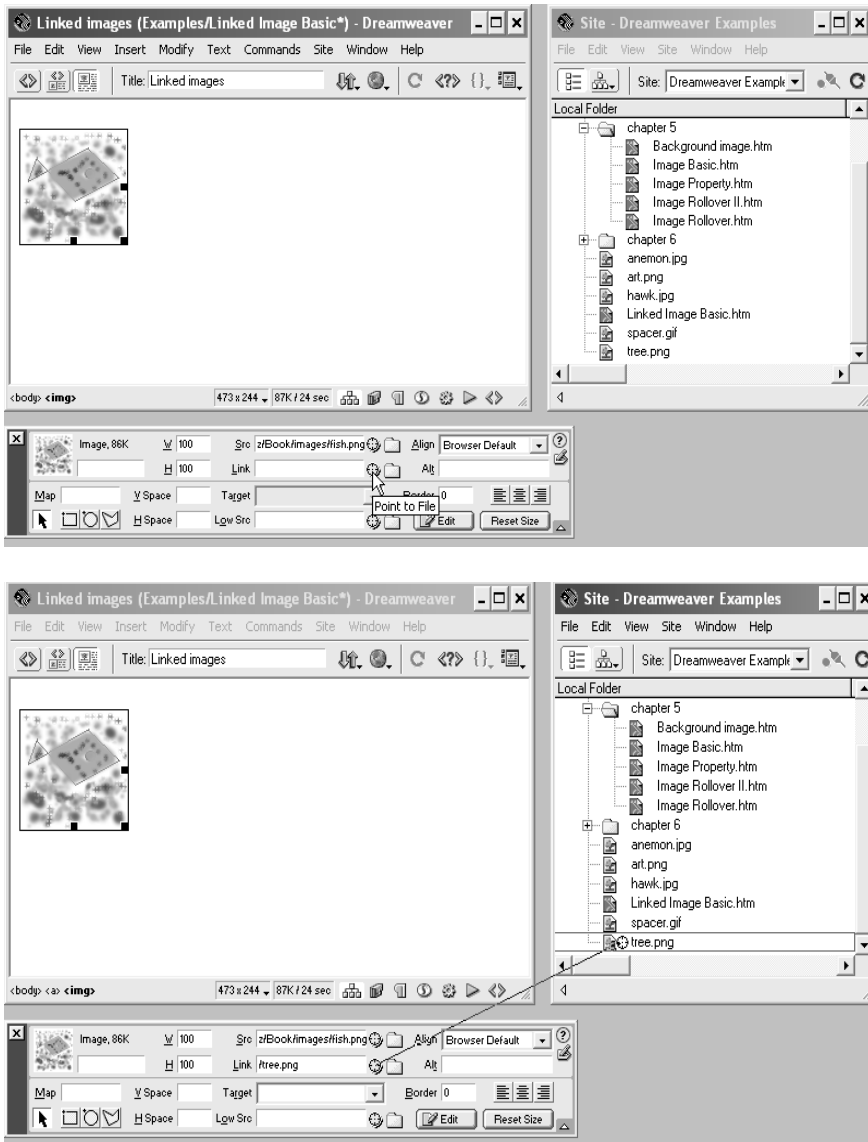 Linked images (Examples/Linked Image Basic*) - Dreamweaver
File Edit View Insert Modify Text Commands Site Window Help
Title: Linked images
<body> <img>
473 x 244 87K / 24 sec
Site - Dreamweaver Examples
File Edit View Site Window Help
Site: Dreamweaver Example
Local Folder
chapter 5
Background image.htm
Image Basic.htm
Image Property.htm
Image Rollover II.htm
Image Rollover.htm
chapter 6
anemon.jpg
art.png
hawk.jpg
Linked Image Basic.htm
spacer.gif
tree.png
Image, 86K W 100 Src z/Book/images/fish.png Align Browser Default
H 100 Link Alt
Map V Space Target Border 0
Point to File
H Space Low Src Edit Reset Size
Linked images (Examples/Linked Image Basic*) - Dreamweaver
File Edit View Insert Modify Text Commands Site Window Help
Title: Linked images
<body> <a> <img>
473 x 244 87K / 24 sec
Site - Dreamweaver Examples
File Edit View Site Window Help
Site: Dreamweaver Example
Local Folder
chapter 5
Background image.htm
Image Basic.htm
Image Property.htm
Image Rollover II.htm
Image Rollover.htm
chapter 6
anemon.jpg
art.png
hawk.jpg
Linked Image Basic.htm
spacer.gif
tree.png
Image, 86K W 100 Src z/Book/images/fish.png Align Browser Default
H 100 Link /tree.png Alt
Map V Space Target Border 0
H Space Low Src Edit Reset Size